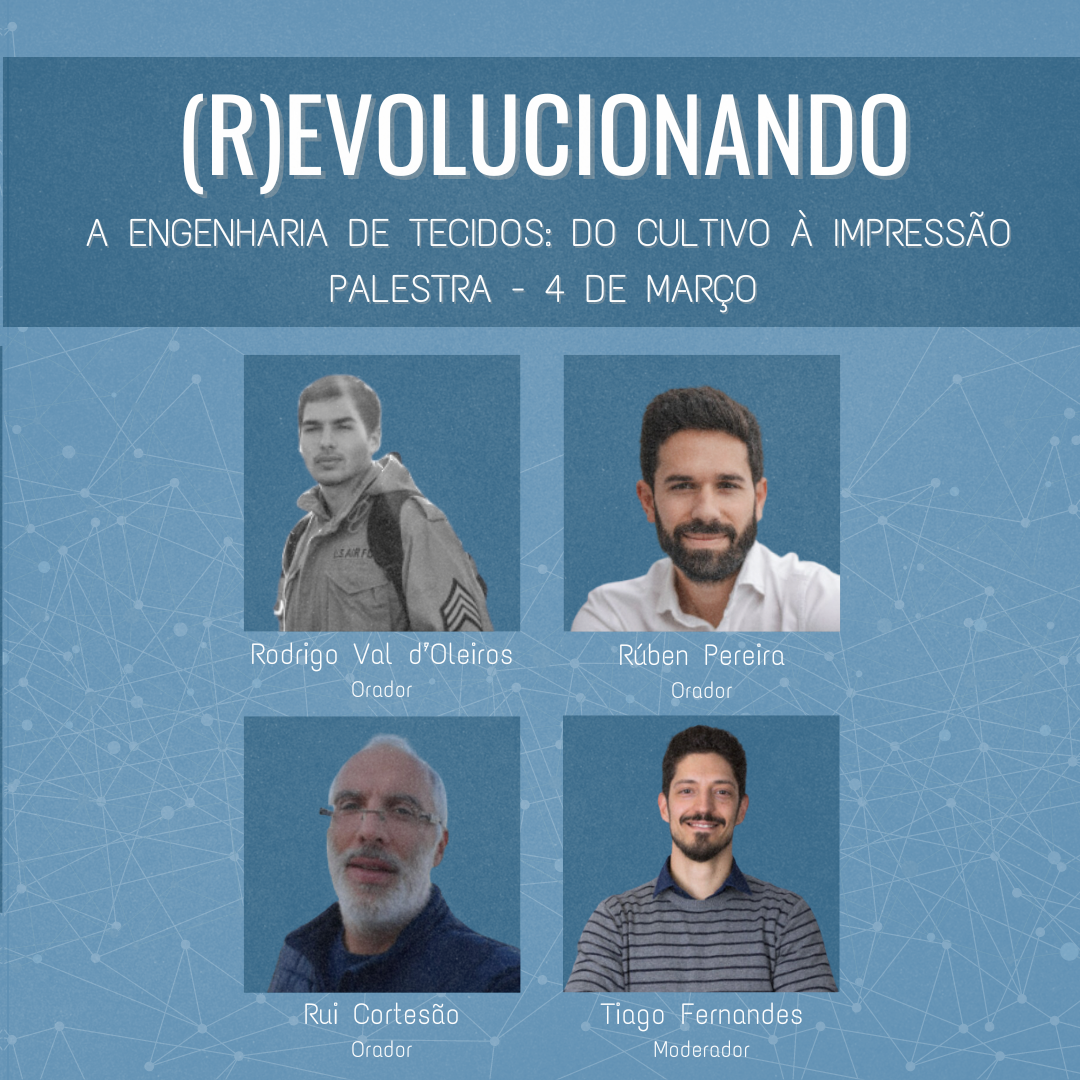 (R)EVOLUCIONANDO
A ENGENHARIA DE TECIDOS: DO CULTIVO À IMPRESSÃO
PALESTRA - 4 DE MARÇO
Rodrigo Val d'Oleiros
Orador
Rúben Pereira
Orador
Rui Cortesão
Orador
Tiago Fernandes
Moderador